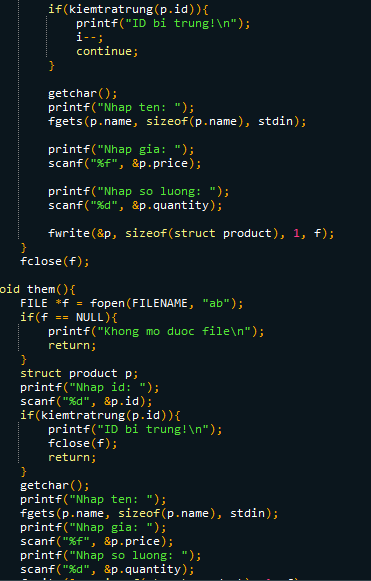 if(kiemtratrung(p.id)){
printf("ID bi trung!\n");
i--;
continue;
}
getchar();
printf("Nhap ten: ");
fgets(p.name, sizeof(p.name), stdin);
printf("Nhap gia: ");
scanf("%f", &p.price);
printf("Nhap so luong: ");
scanf("%d", &p.quantity);
fwrite(&p, sizeof(struct product), 1, f);
}
fclose(f);
oid them(){
FILE *f = fopen(FILENAME, "ab");
if(f == NULL){
printf("Khong mo duoc file\n");
return;
}
struct product p;
printf("Nhap id: ");
scanf("%d", &p.id);
if(kiemtratrung(p.id)){
printf("ID bi trung!\n");
fclose(f);
return;
}
getchar();
printf("Nhap ten: ");
fgets(p.name, sizeof(p.name), stdin);
printf("Nhap gia: ");
scanf("%f", &p.price);
printf("Nhap so luong: ");
scanf("%d", &p.quantity);